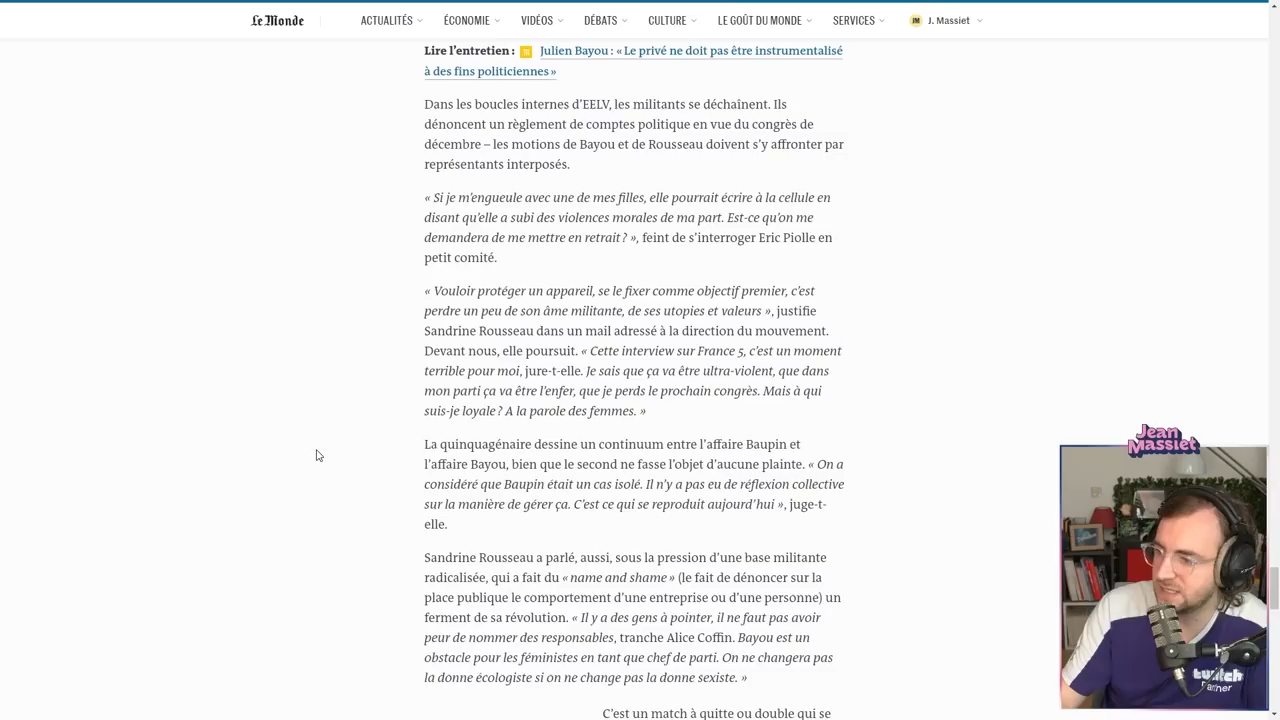 Le Monde
ACTUALITÉS
ÉCONOMIE
VIDÉOS
DÉBATS
CULTURE
LE GOÛT DU MONDE
SERVICES
JM
J. Massiet
Lire l’entretien : Julien Bayou : « Le privé ne doit pas être instrumentalisé
à des fins politiciennes »
Dans les boucles internes d’EELV, les militants se déchaînent. Ils
dénoncent un règlement de comptes politique en vue du congrès de
décembre – les motions de Bayou et de Rousseau doivent s’y affronter par
représentants interposés.
« Si je m’engueule avec une de mes filles, elle pourrait écrire à la cellule en
disant qu’elle a subi des violences morales de ma part. Est-ce qu’on me
demandera de me mettre en retrait ? », feint de s’interroger Eric Piolle en
petit comité.
« Vouloir protéger un appareil, se le fixer comme objectif premier, c’est
perdre un peu de son âme militante, de ses utopies et valeurs », justifie
Sandrine Rousseau dans un mail adressé à la direction du mouvement.
Devant nous, elle poursuit. « Cette interview sur France 5, c’est un moment
terrible pour moi, jure-t-elle. Je sais que ça va être ultra-violent, que dans
mon parti ça va être l’enfer, que je perds le prochain congrès. Mais à qui
suis-je loyale ? A la parole des femmes. »
La quinquagénaire dessine un continuum entre l’affaire Baupin et
l’affaire Bayou, bien que le second ne fasse l’objet d’aucune plainte. « On a
considéré que Baupin était un cas isolé. Il n’y a pas eu de réflexion collective
sur la manière de gérer ça. C’est ce qui se reproduit aujourd’hui », juge-t-
elle.
Sandrine Rousseau a parlé, aussi, sous la pression d’une base militante
radicalisée, qui a fait du « name and shame » (le fait de dénoncer sur la
place publique le comportement d’une entreprise ou d’une personne) un
ferment de sa révolution. « Il y a des gens à pointer, il ne faut pas avoir
peur de nommer des responsables, tranche Alice Coffin. Bayou est un
obstacle pour les féministes en tant que chef de parti. On ne changera pas
la donne écologiste si on ne change pas la donne sexiste. »
C’est un match à quitte ou double qui se
Jean
Massiet
twitch
Partner